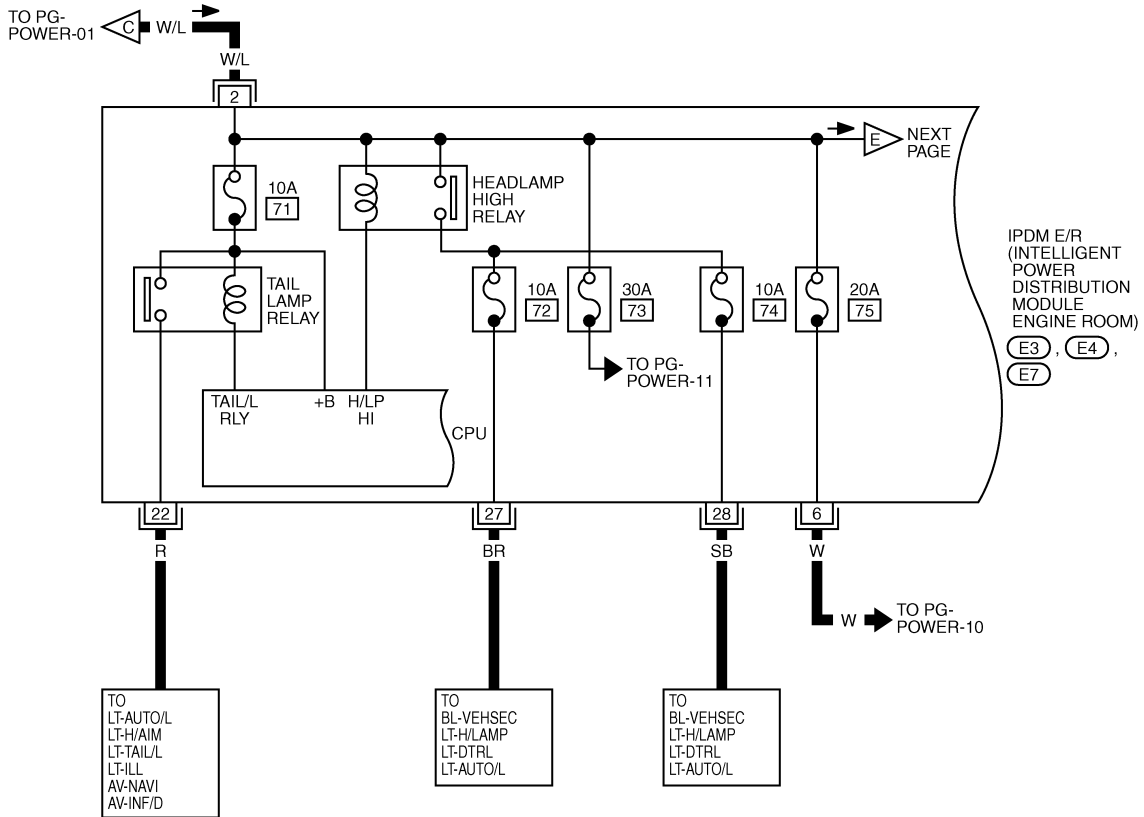 TO PG-
POWER-01
C
W/L
W/L
2
E
NEXT
PAGE
10A
71
HEADLAMP
HIGH
RELAY
TAIL
LAMP
RELAY
10A
72
30A
73
10A
74
20A
75
IPDM E/R
(INTELLIGENT
POWER
DISTRIBUTION
MODULE
ENGINE ROOM)
E3 , E4 ,
E7
TO PG-
POWER-11
TAIL/L
RLY
+B
H/LP
HI
CPU
22
27
28
6
R
BR
SB
W
W
TO PG-
POWER-10
TO
LT-AUTO/L
LT-H/AIM
LT-TAIL/L
LT-ILL
AV-NAVI
AV-INF/D
TO
BL-VEHSEC
LT-H/LAMP
LT-DTRL
LT-AUTO/L
TO
BL-VEHSEC
LT-H/LAMP
LT-DTRL
LT-AUTO/L